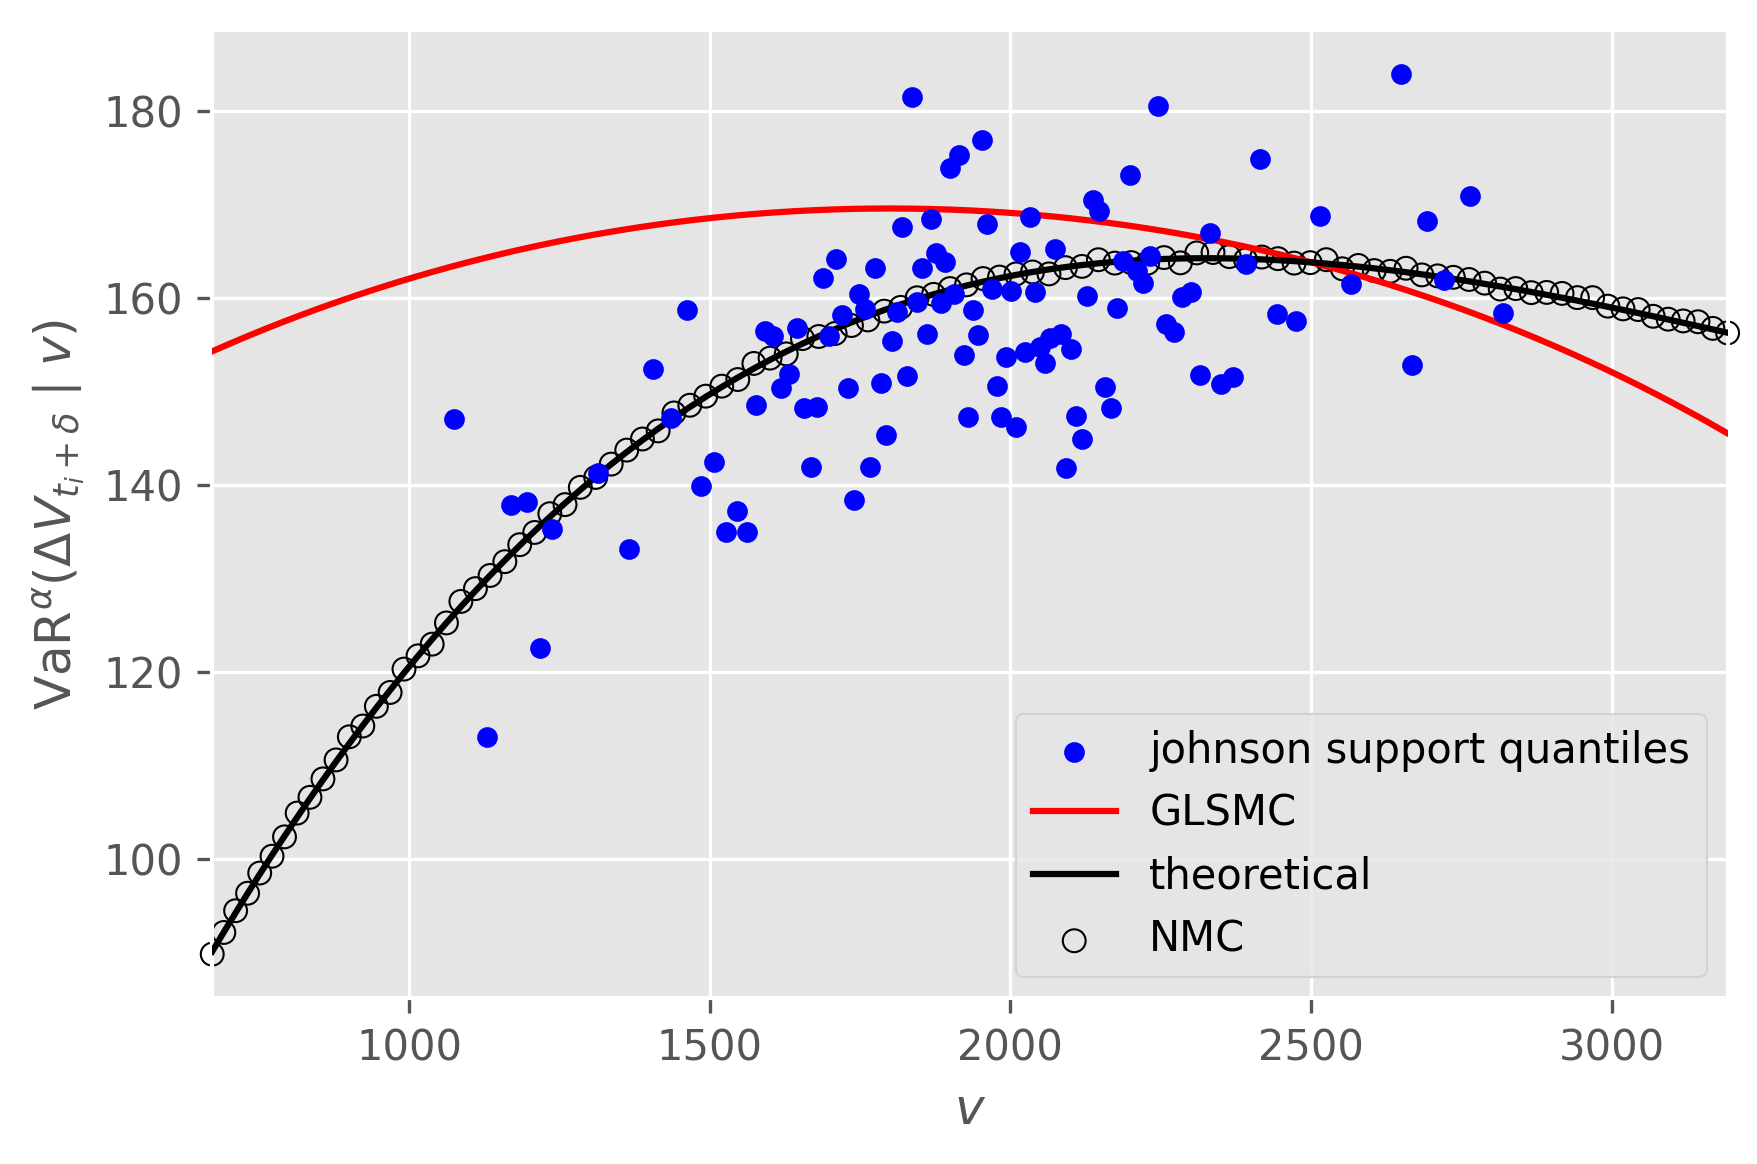 180
160
140
120
100
VaR^α(ΔV_{t_i+δ} | v)
johnson support quantiles
GLSMC
theoretical
NMC
1000 1500 2000 2500 3000
v